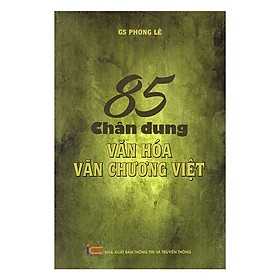 GS PHONG LÊ
85
Chân dung
VĂN HÓA
VĂN CHƯƠNG VIỆT
NHÀ XUẤT BẢN THÔNG TIN VÀ TRUYỀN THÔNG